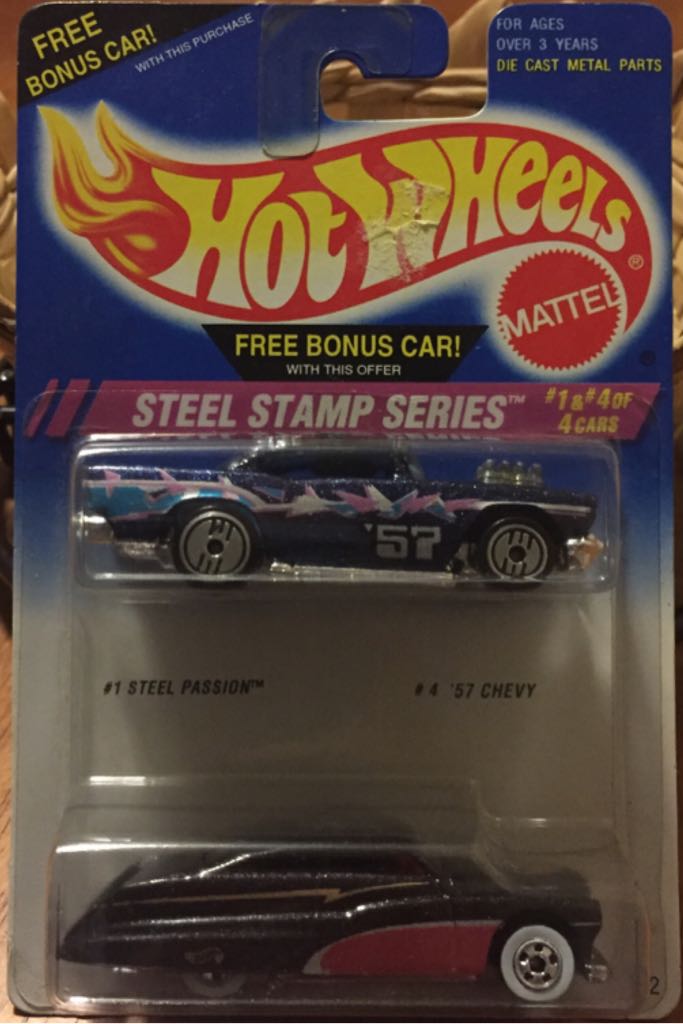 FREE
BONUS CAR!
WITH THIS PURCHASE
FOR AGES
OVER 3 YEARS
DIE CAST METAL PARTS
HOT WHEELS®
MATTEL
®
FREE BONUS CAR!
WITH THIS OFFER
STEEL STAMP SERIES™
#1 & #4 OF
4 CARS
'57
#1 STEEL PASSION™
#4 '57 CHEVY
2